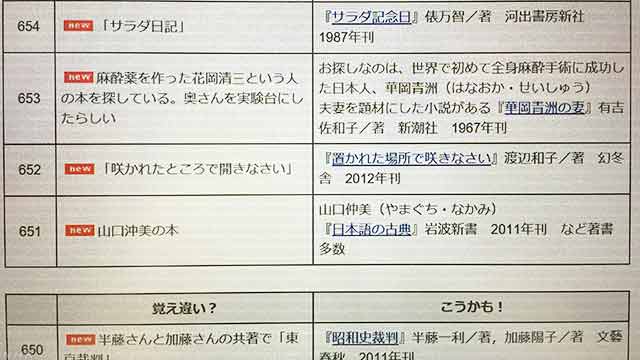 654
new「サラダ日記」
『サラダ記念日』俵万智／著　河出書房新社
1987年刊
653
new 麻酔薬を作った花岡清三という人
の本を探している。奥さんを実験台にし
たらしい
お探しなのは、世界で初めて全身麻酔手術に成功し
た日本人、華岡青洲（はなおか・せいしゅう）
夫妻を題材にした小説がある『華岡青洲の妻』有吉
佐和子／著　新潮社　1967年刊
652
new「咲かれたところで開きなさい」
『置かれた場所で咲きなさい』渡辺和子／著　幻冬
舎　2012年刊
651
new 山口沖美の本
山口仲美（やまぐち・なかみ）
『日本語の古典』岩波新書　2011年刊　など著書
多数
覚え違い？
こうかも！
650
new 半藤さんと加藤さんの共著で「東
京裁判」
『昭和史裁判』半藤一利／著，加藤陽子／著　文藝
春秋　2011年刊